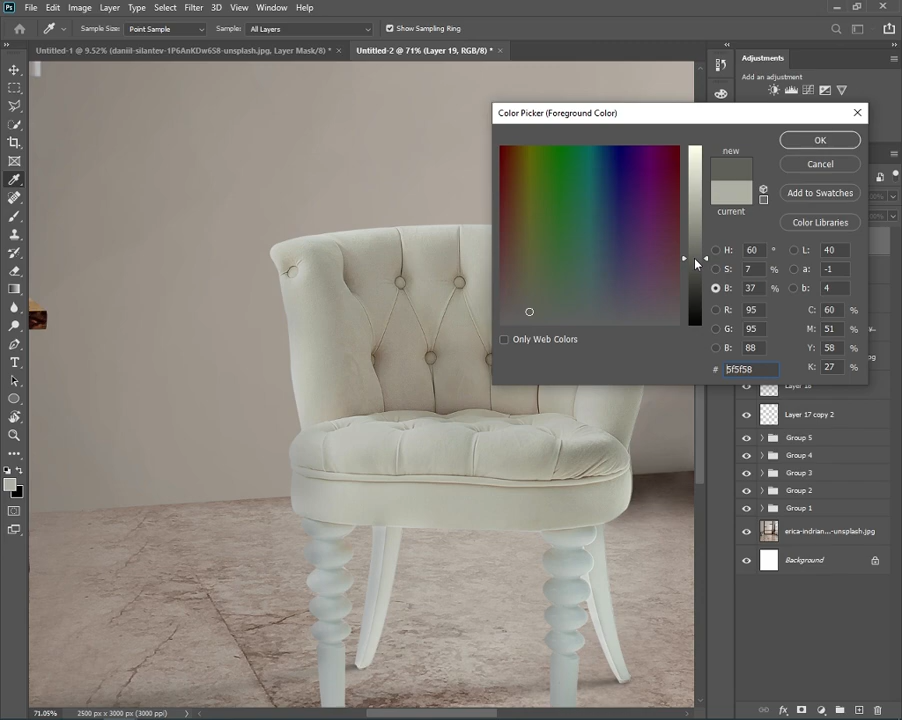 Ps File Edit Image Layer Type Select Filter 3D View Window Help
Sample Size: Point Sample Sample: All Layers Show Sampling Ring
Untitled-1 @ 9.52% (daniil-silantev-1P6AnKDw6S8-unsplash.jpg, Layer Mask/8) * × Untitled-2 @ 71% (Layer 19, RGB/8) * ×
Adjustments
Add an adjustment
Color Picker (Foreground Color)
new
current
OK
Cancel
Add to Swatches
Color Libraries
H: 60 ° L: 40
S: 7 % a: -1
B: 37 % b: 4
R: 95 C: 60 %
G: 95 M: 51 %
B: 88 Y: 58 %
# 5f5f58 K: 27 %
Only Web Colors
Layer 18
Layer 17 copy 2
Group 5
Group 4
Group 3
Group 2
Group 1
erica-indrian...-unsplash.jpg
Background
71.05% 2500 px x 3000 px (3000 ppi)